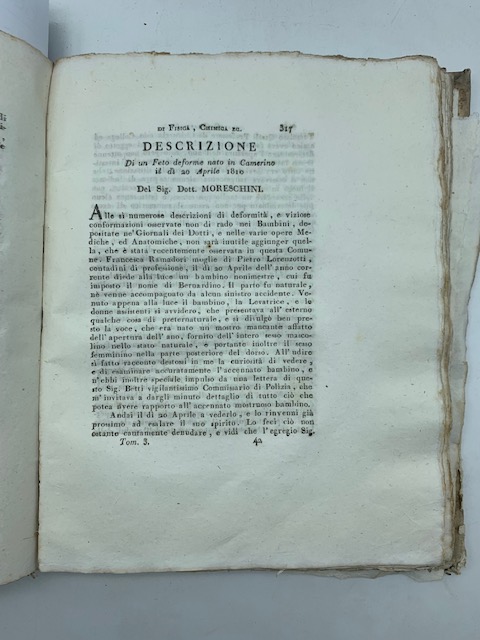 DI FISICA, CHIMICA EC. 317
DESCRIZIONE
Di un Feto deforme nato in Camerino
il dì 20 Aprile 1810
Del Sig. Dott. MORESCHINI.
Alle sì numerose descrizioni di deformità, e viziose
conformazioni osservate non di rado nei Bambini, de-
positate ne' Giornali dei Dotti, e nelle varie opere Me-
diche, ed Anatomiche, non sarà inutile aggiunger quel-
la, che è stata recentemente osservata in questa Comu-
ne. Francesca Ramadori moglie di Pietro Lorenzotti,
contadini di professione, il dì 20 Aprile dell'anno cor-
rente diede alla luce un bambino nonimestre, cui fu
imposto il nome di Bernardino. Il parto fu naturale,
nè venne accompagnato da alcun sinistro accidente. Ve-
nuto appena alla luce il bambino, la Levatrice, e le
donne assistenti si avvidero, che presentava all'esterno
qualche cosa di preternaturale, e si divulgò ben pre-
sto la voce, che era nato un mostro mancante affatto
dell'apertura dell'ano, fornito dell'intero sesso masco-
lino nello stato naturale, e portante inoltre il sesso
femminino nella parte posteriore del dorso. All'udire
sì fatto racconto destossi in me la curiosità di vedere,
e di esaminare accuratamente l'accennato bambino, e
n'ebbi inoltre speciale impulso da una lettera di que-
sto Sig. Betti vigilantissimo Commissario di Polizia, che
m'invitava a dargli minuto dettaglio di tutto ciò che
potea avere rapporto all'accennato mostruoso bambino.
Andai il dì 20 Aprile a vederlo, e lo rinvenni già
prossimo ad esalare il suo spirito. Lo feci ciò non
ostante cautamente denudare, e vidi che l'egregio Sig.
Tom. 3. 42